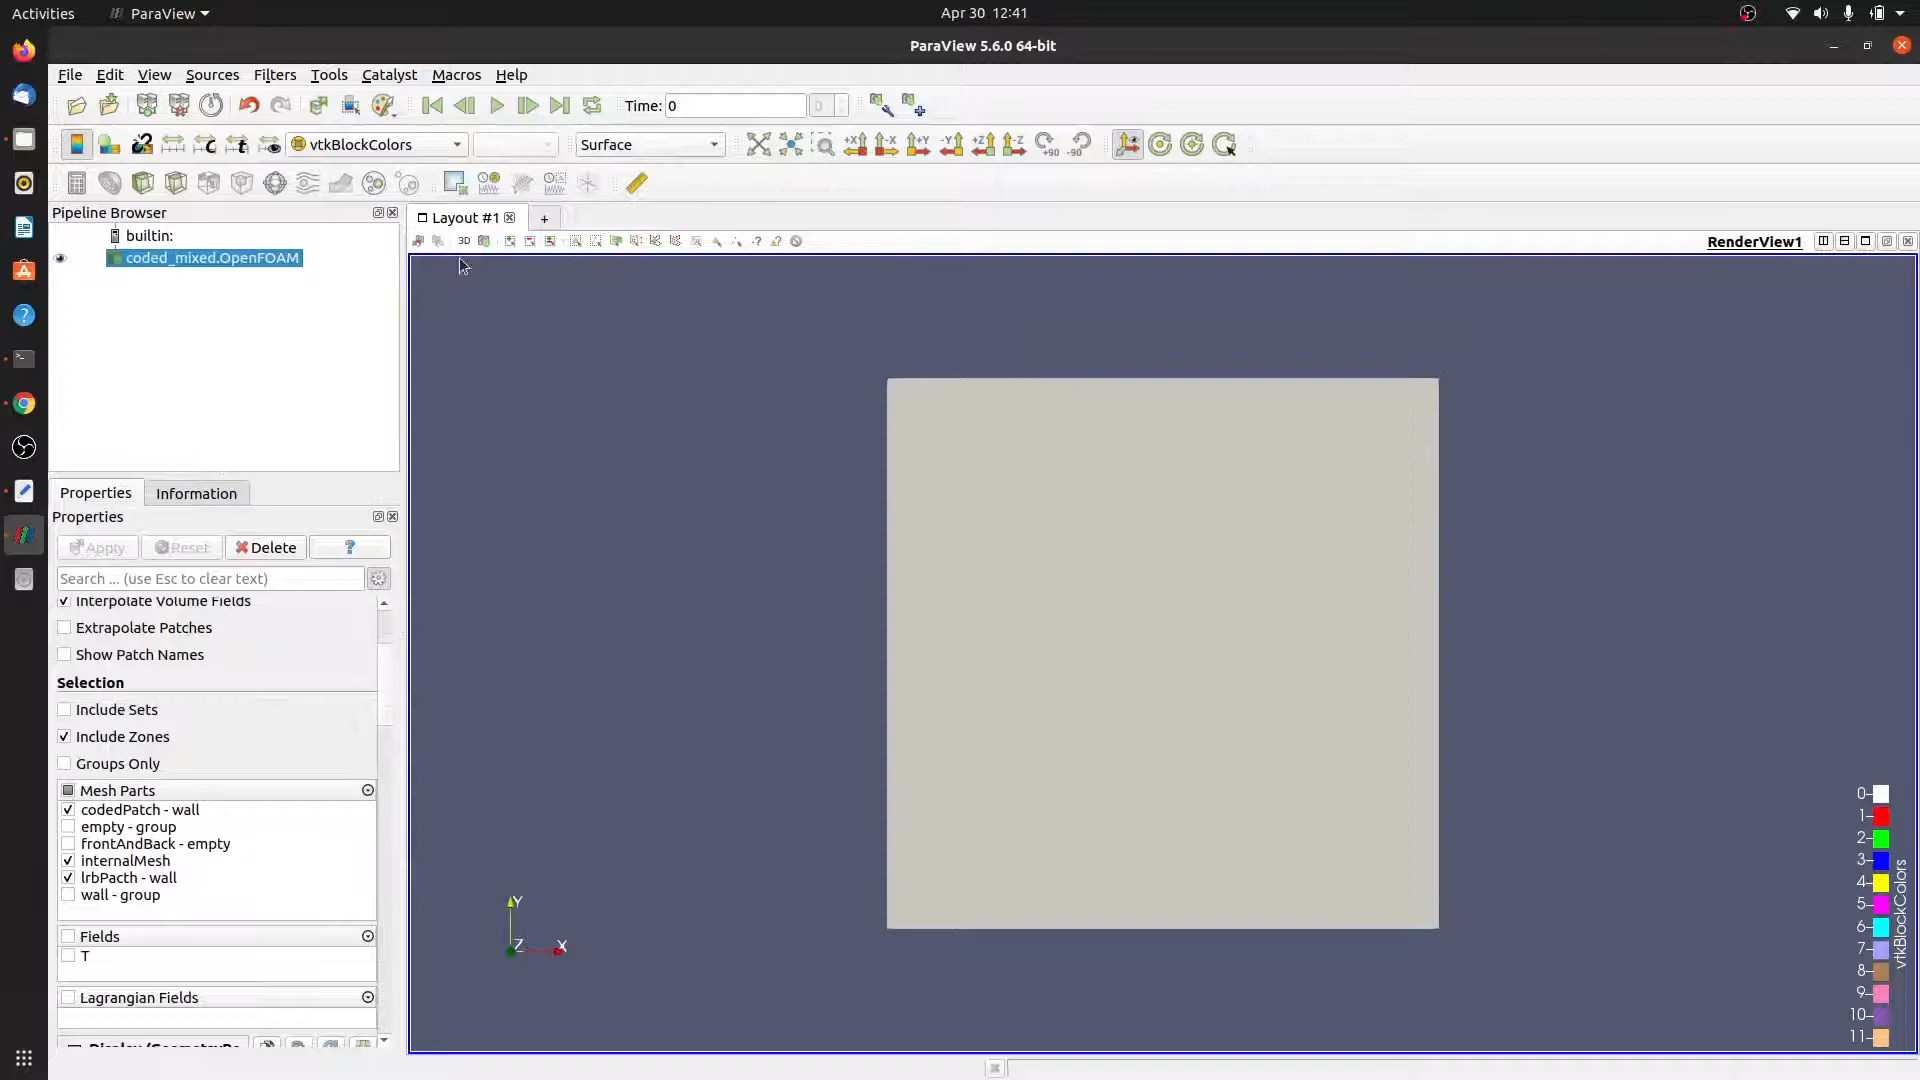 Activities
ParaView
Apr 30 12:41
ParaView 5.6.0 64-bit
File Edit View Sources Filters Tools Catalyst Macros Help
Time: 0
0
vtkBlockColors
Surface
+X -X +Y -Y +Z -Z +90 -90
Pipeline Browser
builtin:
coded_mixed.OpenFOAM
Layout #1
+
3D
RenderView1
Properties
Information
Properties
Apply
Reset
Delete
?
Search ... (use Esc to clear text)
Interpolate Volume Fields
Extrapolate Patches
Show Patch Names
Selection
Include Sets
Include Zones
Groups Only
Mesh Parts
codedPatch - wall
empty - group
frontAndBack - empty
internalMesh
lrbPacth - wall
wall - group
Fields
T
Lagrangian Fields
Y
Z
X
0
1
2
3
4
5
6
7
8
9
10
11
vtkBlockColors